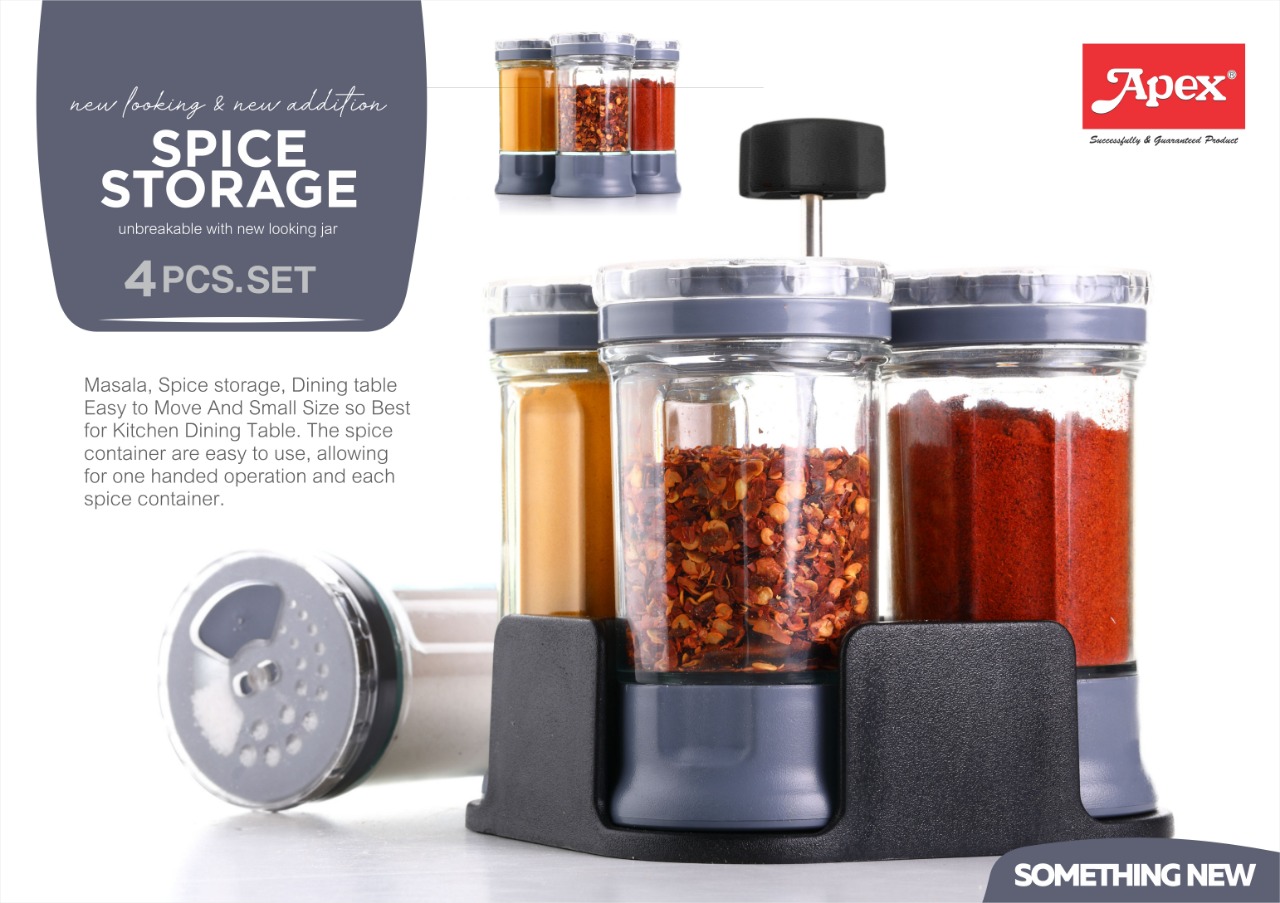 new looking & new addition
SPICE
STORAGE
unbreakable with new looking jar
4 PCS. SET
Apex®
Successfully & Guaranteed Product
Masala, Spice storage, Dining table
Easy to Move And Small Size so Best
for Kitchen Dining Table. The spice
container are easy to use, allowing
for one handed operation and each
spice container.
SOMETHING NEW